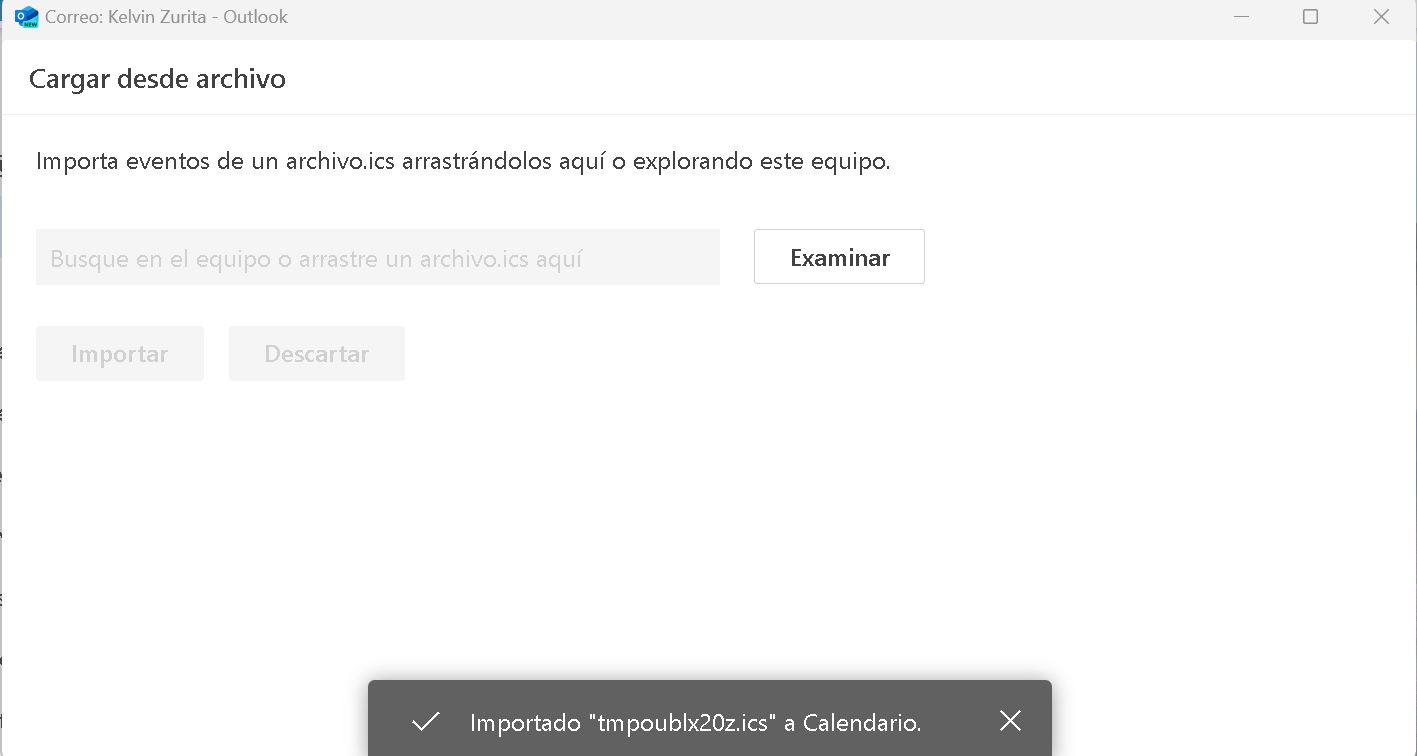 Correo: Kelvin Zurita - Outlook
Cargar desde archivo
Importa eventos de un archivo.ics arrastrándolos aquí o explorando este equipo.
Busque en el equipo o arrastre un archivo.ics aquí
Examinar
Importar
Descartar
Importado "tmpoublx20z.ics" a Calendario.